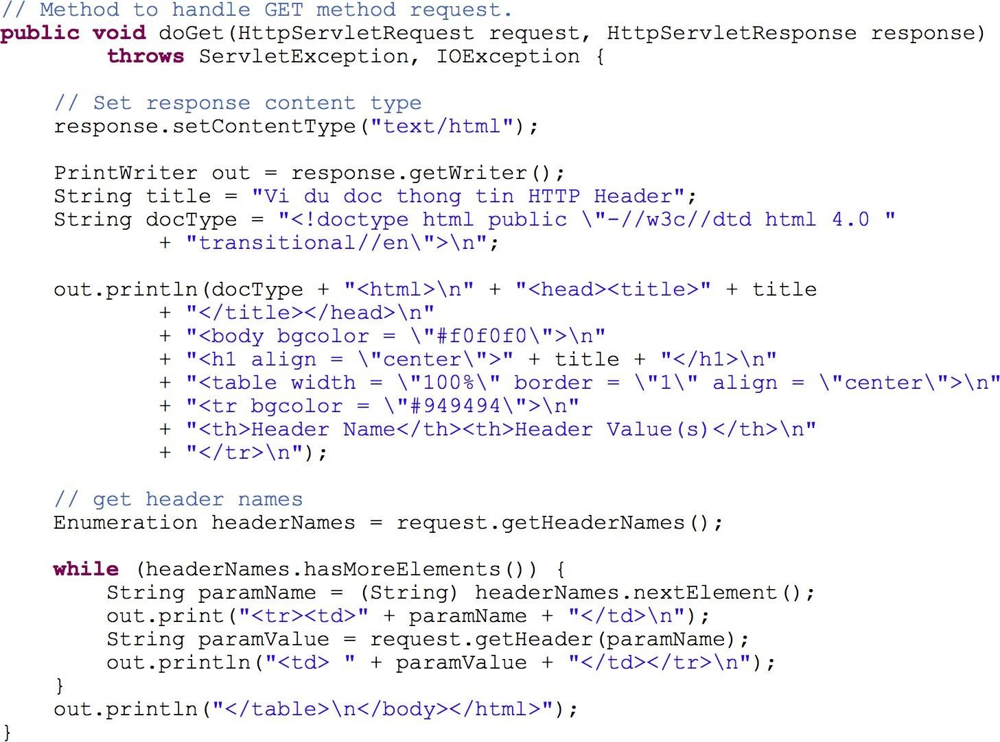 // Method to handle GET method request.
public void doGet(HttpServletRequest request, HttpServletResponse response)
        throws ServletException, IOException {

    // Set response content type
    response.setContentType("text/html");

    PrintWriter out = response.getWriter();
    String title = "Vi du doc thong tin HTTP Header";
    String docType = "<!doctype html public \"-//w3c//dtd html 4.0 "
            + "transitional//en\">\n";

    out.println(docType + "<html>\n" + "<head><title>" + title
            + "</title></head>\n"
            + "<body bgcolor = \"#f0f0f0\">\n"
            + "<h1 align = \"center\">" + title + "</h1>\n"
            + "<table width = \"100%\" border = \"1\" align = \"center\">\n"
            + "<tr bgcolor = \"#949494\">\n"
            + "<th>Header Name</th><th>Header Value(s)</th>\n"
            + "</tr>\n");

    // get header names
    Enumeration headerNames = request.getHeaderNames();

    while (headerNames.hasMoreElements()) {
        String paramName = (String) headerNames.nextElement();
        out.print("<tr><td>" + paramName + "</td>\n");
        String paramValue = request.getHeader(paramName);
        out.println("<td> " + paramValue + "</td></tr>\n");
    }
    out.println("</table>\n</body></html>");
}